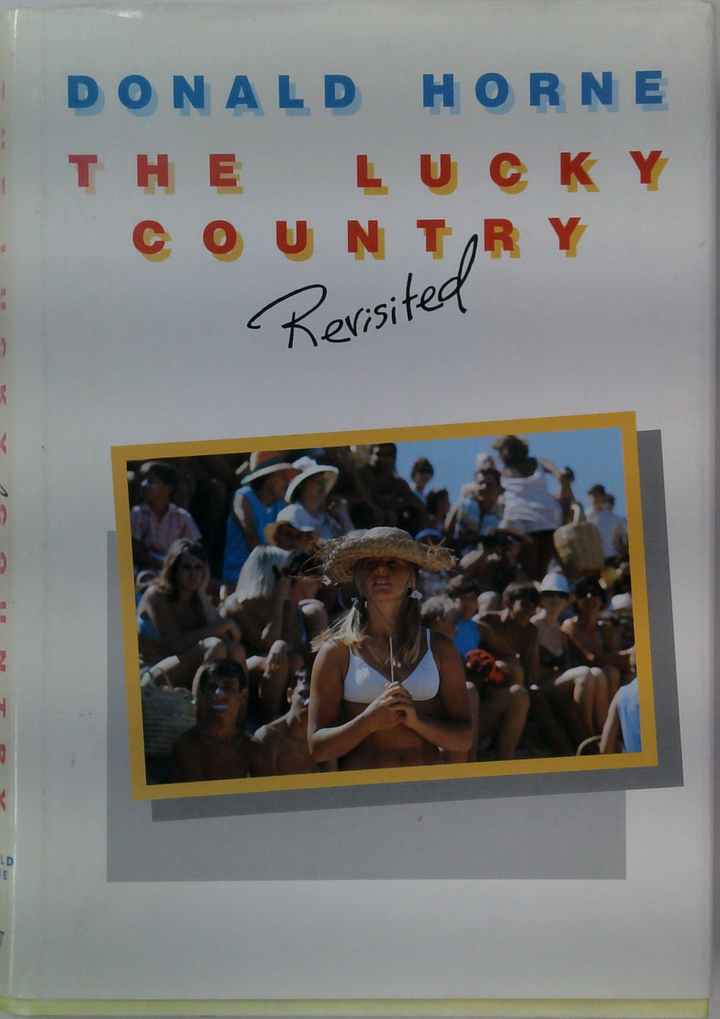 DONALD HORNE
THE LUCKY
COUNTRY
Revisited